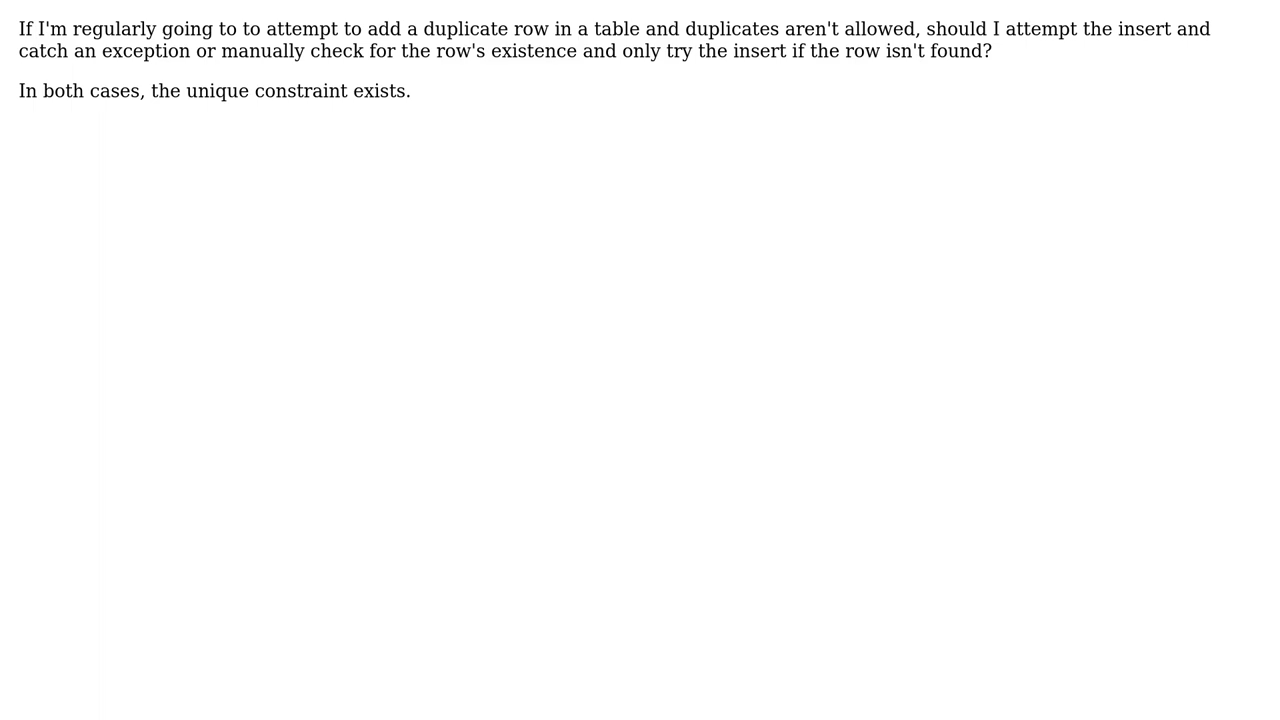 If I'm regularly going to to attempt to add a duplicate row in a table and duplicates aren't allowed, should I attempt the insert and
catch an exception or manually check for the row's existence and only try the insert if the row isn't found?
In both cases, the unique constraint exists.